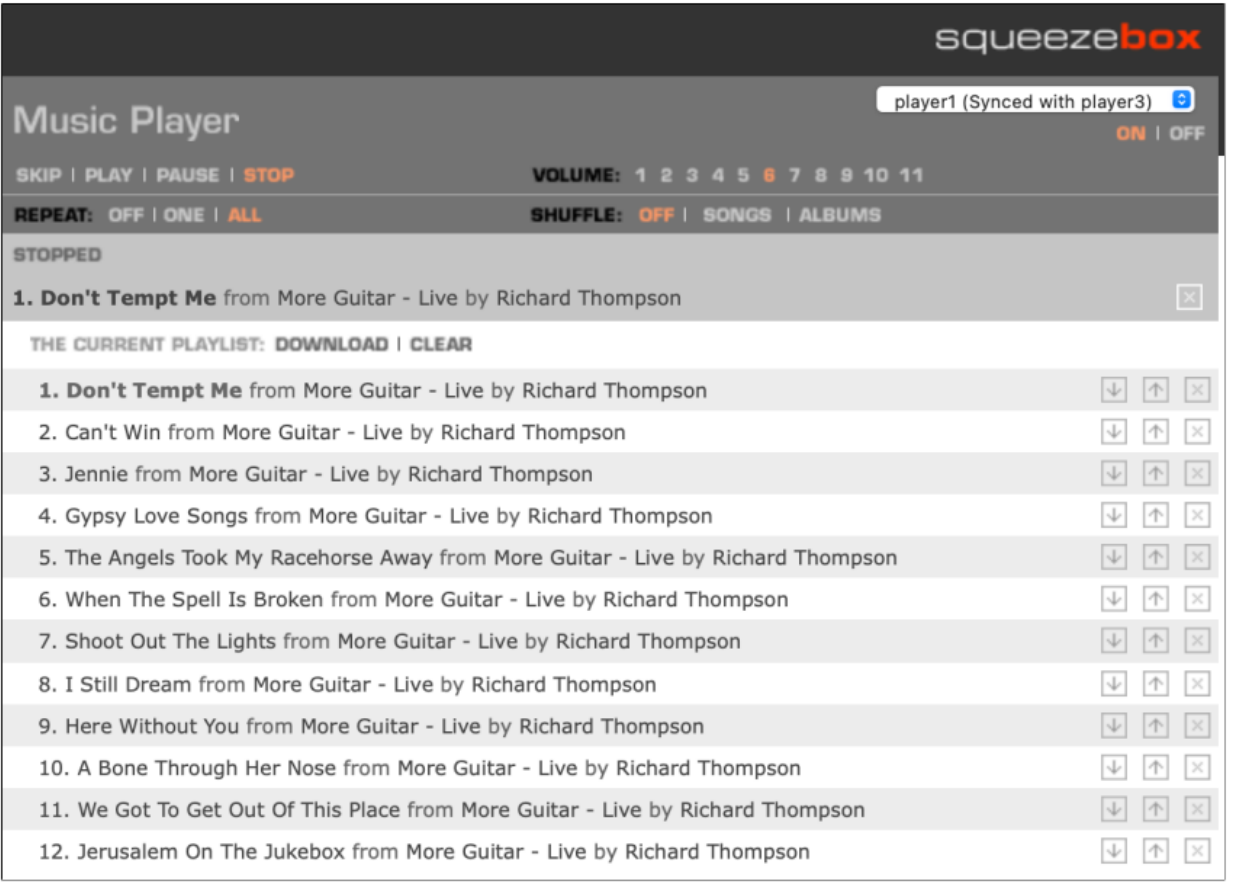 squeezebox
Music Player
player1 (Synced with player3)
ON | OFF
SKIP | PLAY | PAUSE | STOP
VOLUME: 1 2 3 4 5 6 7 8 9 10 11
REPEAT: OFF | ONE | ALL
SHUFFLE: OFF | SONGS | ALBUMS
STOPPED
1. Don't Tempt Me from More Guitar - Live by Richard Thompson
THE CURRENT PLAYLIST: DOWNLOAD | CLEAR
1. Don't Tempt Me from More Guitar - Live by Richard Thompson
2. Can't Win from More Guitar - Live by Richard Thompson
3. Jennie from More Guitar - Live by Richard Thompson
4. Gypsy Love Songs from More Guitar - Live by Richard Thompson
5. The Angels Took My Racehorse Away from More Guitar - Live by Richard Thompson
6. When The Spell Is Broken from More Guitar - Live by Richard Thompson
7. Shoot Out The Lights from More Guitar - Live by Richard Thompson
8. I Still Dream from More Guitar - Live by Richard Thompson
9. Here Without You from More Guitar - Live by Richard Thompson
10. A Bone Through Her Nose from More Guitar - Live by Richard Thompson
11. We Got To Get Out Of This Place from More Guitar - Live by Richard Thompson
12. Jerusalem On The Jukebox from More Guitar - Live by Richard Thompson